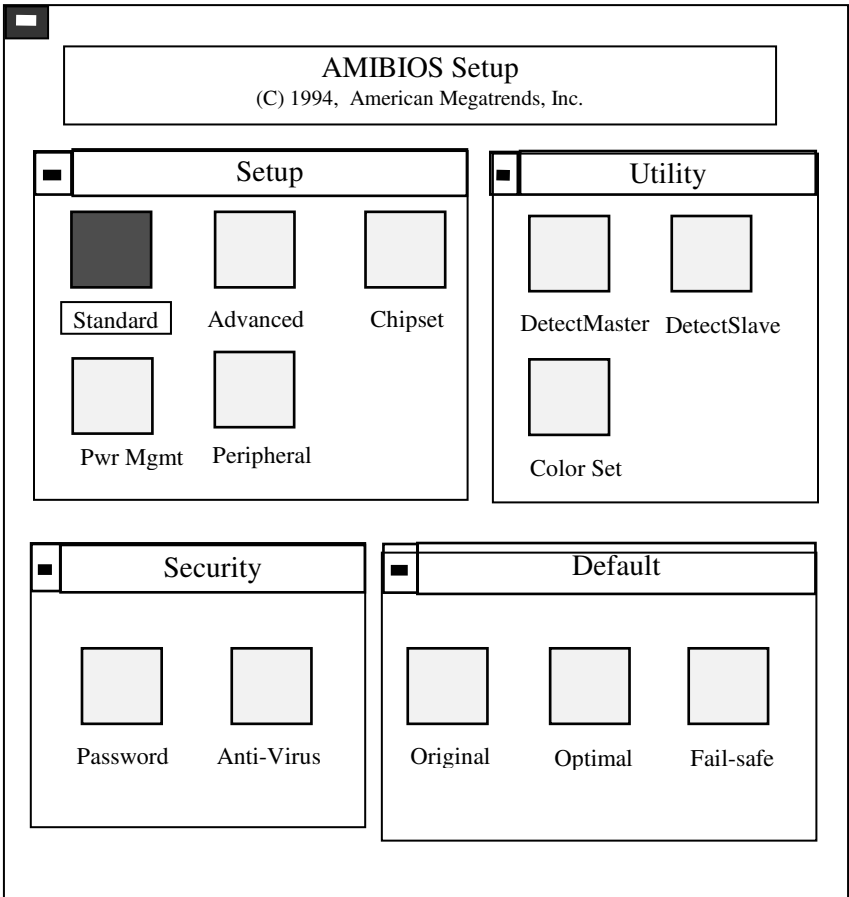 AMIBIOS Setup
(C) 1994, American Megatrends, Inc.
Setup
Standard Advanced Chipset
Pwr Mgmt Peripheral
Utility
DetectMaster DetectSlave
Color Set
Security
Password Anti-Virus
Default
Original Optimal Fail-safe